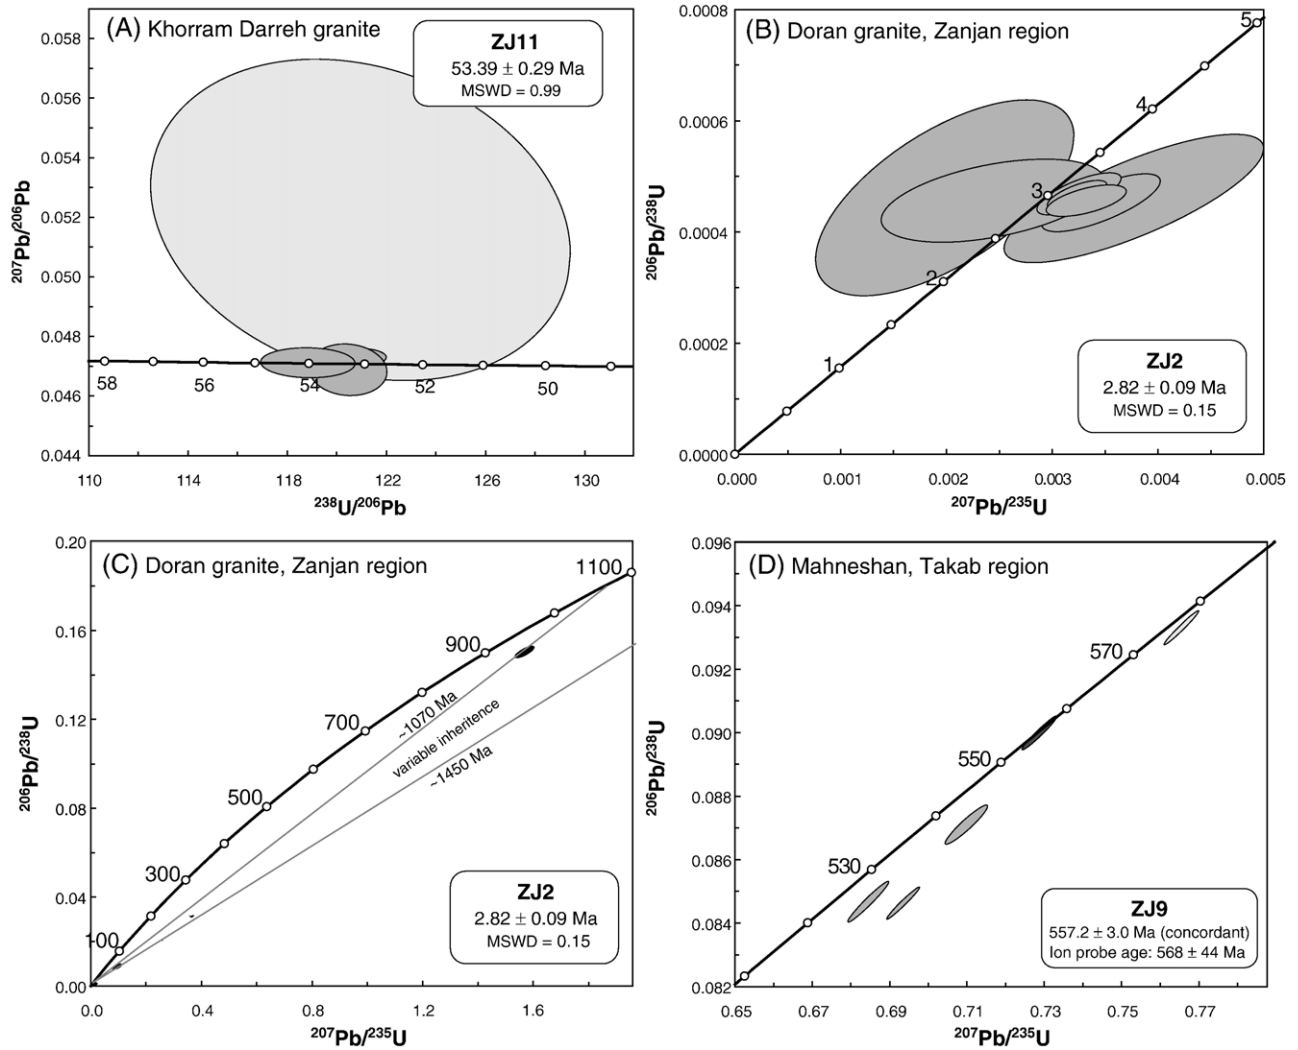 (A) Khorram Darreh granite
ZJ11
53.39 ± 0.29 Ma
MSWD = 0.99
0.058
0.056
0.054
0.052
0.050
0.048
0.046
0.044
207Pb/206Pb
58
56
54
52
50
110
114
118
122
126
130
238U/206Pb
(B) Doran granite, Zanjan region
0.0008
0.0006
0.0004
0.0002
0.0000
206Pb/238U
5
4
3
2
1
ZJ2
2.82 ± 0.09 Ma
MSWD = 0.15
0.000
0.001
0.002
0.003
0.004
0.005
207Pb/235U
(C) Doran granite, Zanjan region
0.20
0.16
0.12
0.08
0.04
0.00
206Pb/238U
1100
900
700
500
300
100
~1070 Ma
variable inheritence
~1450 Ma
ZJ2
2.82 ± 0.09 Ma
MSWD = 0.15
0.0
0.4
0.8
1.2
1.6
207Pb/235U
(D) Mahneshan, Takab region
0.096
0.094
0.092
0.090
0.088
0.086
0.084
0.082
206Pb/238U
570
550
530
ZJ9
557.2 ± 3.0 Ma (concordant)
Ion probe age: 568 ± 44 Ma
0.65
0.67
0.69
0.71
0.73
0.75
0.77
207Pb/235U